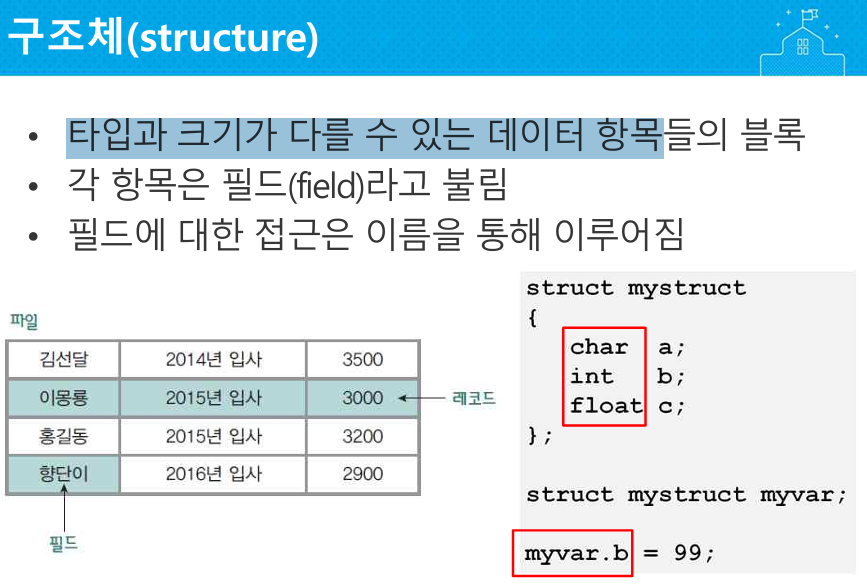 구조체(structure)
• 타입과 크기가 다를 수 있는 데이터 항목들의 블록
• 각 항목은 필드(field)라고 불림
• 필드에 대한 접근은 이름을 통해 이루어짐
파일
김선달 2014년 입사 3500
이몽룡 2015년 입사 3000 레코드
홍길동 2015년 입사 3200
향단이 2016년 입사 2900
필드
struct mystruct
{
char a;
int b;
float c;
};
struct mystruct myvar;
myvar.b = 99;